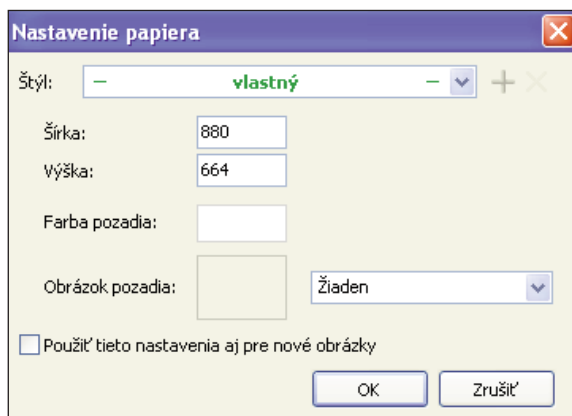 Nastavenie papiera
Štýl: — vlastný —
Šírka: 880
Výška: 664
Farba pozadia:
Obrázok pozadia: Žiaden
Použiť tieto nastavenia aj pre nové obrázky
OK Zrušiť